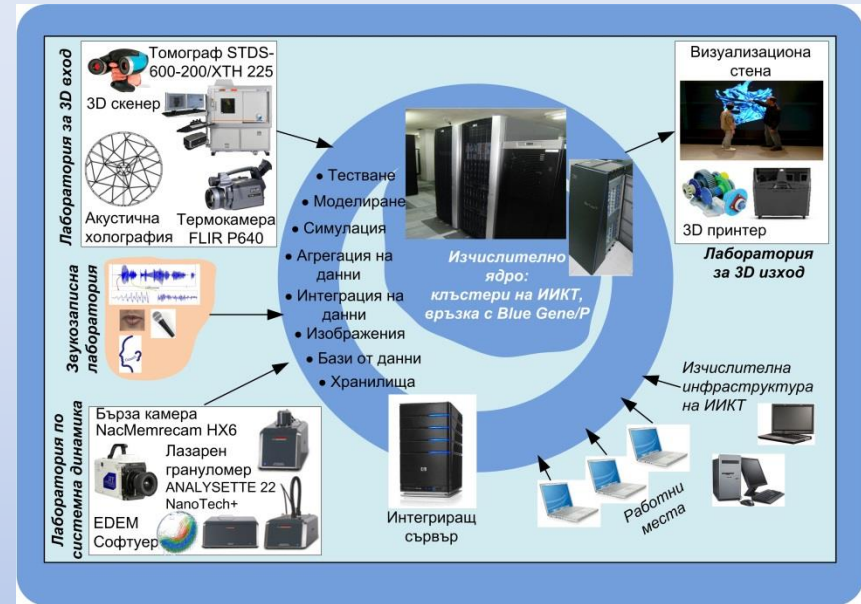 Лаборатория за 3D вход
Томограф STDS-
600-200/XTH 225
3D скенер
Акустична
холография
Термокамера
FLIR P640
Звукозаписна
лаборатория
Лаборатория по
системна динамика
Бърза камера
NacMemrecam HX6
Лазарен
грануломер
ANALYSETTE 22
NanoTech+
EDEM
Софтуер
● Тестване
● Моделиране
● Симулация
● Агрегация на
данни
● Интеграция на
данни
● Изображения
● Бази от данни
● Хранилища
Изчислително
ядро:
клъстери на ИИКТ,
връзка с Blue Gene/P
Интегриращ
сървър
Визуализациона
стена
3D принтер
Лаборатория
за 3D изход
Изчислителна
инфраструктура
на ИИКТ
Работни
места